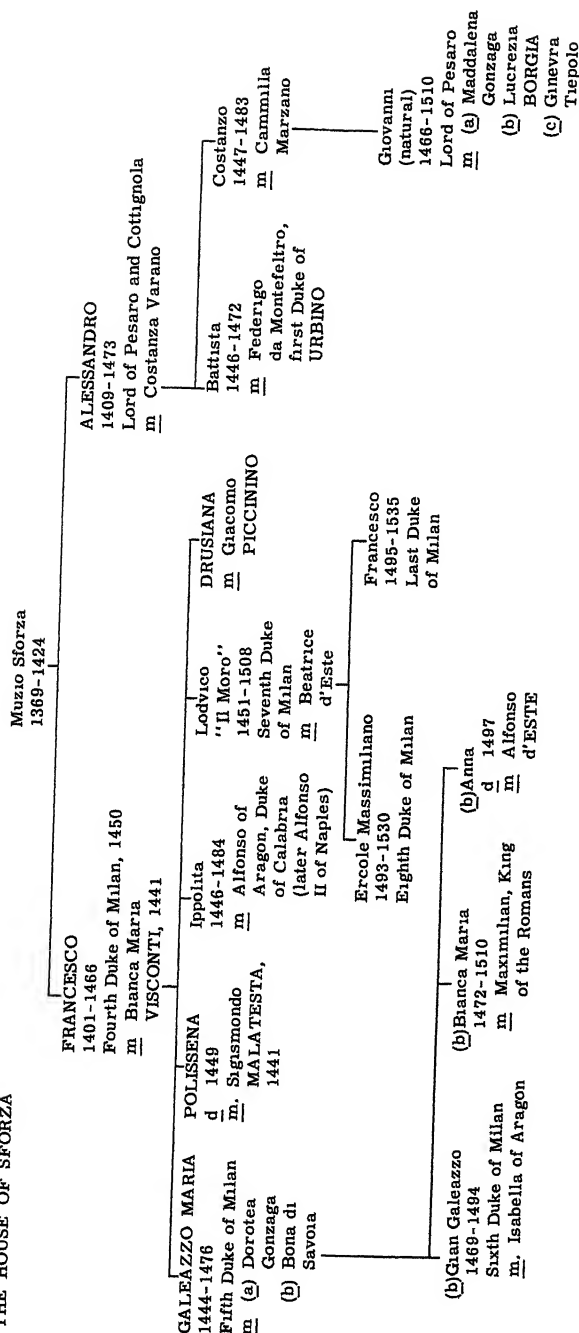 THE HOUSE OF SFORZA
Muzio Sforza
1369-1424
FRANCESCO
1401-1466
Fourth Duke of Milan, 1450
m Bianca Maria
VISCONTI, 1441
ALESSANDRO
1409-1473
Lord of Pesaro and Cottignola
m Costanza Varano
GALEAZZO MARIA
1444-1476
Fifth Duke of Milan
m (a) Dorotea
Gonzaga
(b) Bona di
Savoia
POLISSENA
d 1449
m. Sigismondo
MALATESTA,
1441
Ippolita
1446-1484
m Alfonso of
Aragon, Duke
of Calabria
(later Alfonso
II of Naples)
Lodvico
"Il Moro"
1451-1508
Seventh Duke
of Milan
m Beatrice
d'Este
DRUSIANA
m Giacomo
PICCININO
Battista
1446-1472
m Federigo
da Montefeltro,
first Duke of
URBINO
Costanzo
1447-1483
m Cammilla
Marzano
Ercole Massimiliano
1493-1530
Eighth Duke of Milan
Francesco
1495-1535
Last Duke
of Milan
Giovanni
(natural)
1466-1510
Lord of Pesaro
m (a) Maddalena
Gonzaga
(b) Lucrezia
BORGIA
(c) Ginevra
Tiepolo
(b)Gian Galeazzo
1469-1494
Sixth Duke of Milan
m. Isabella of Aragon
(b)Bianca Maria
1472-1510
m Maximilian, King
of the Romans
(b)Anna
d 1497
m Alfonso
d'ESTE